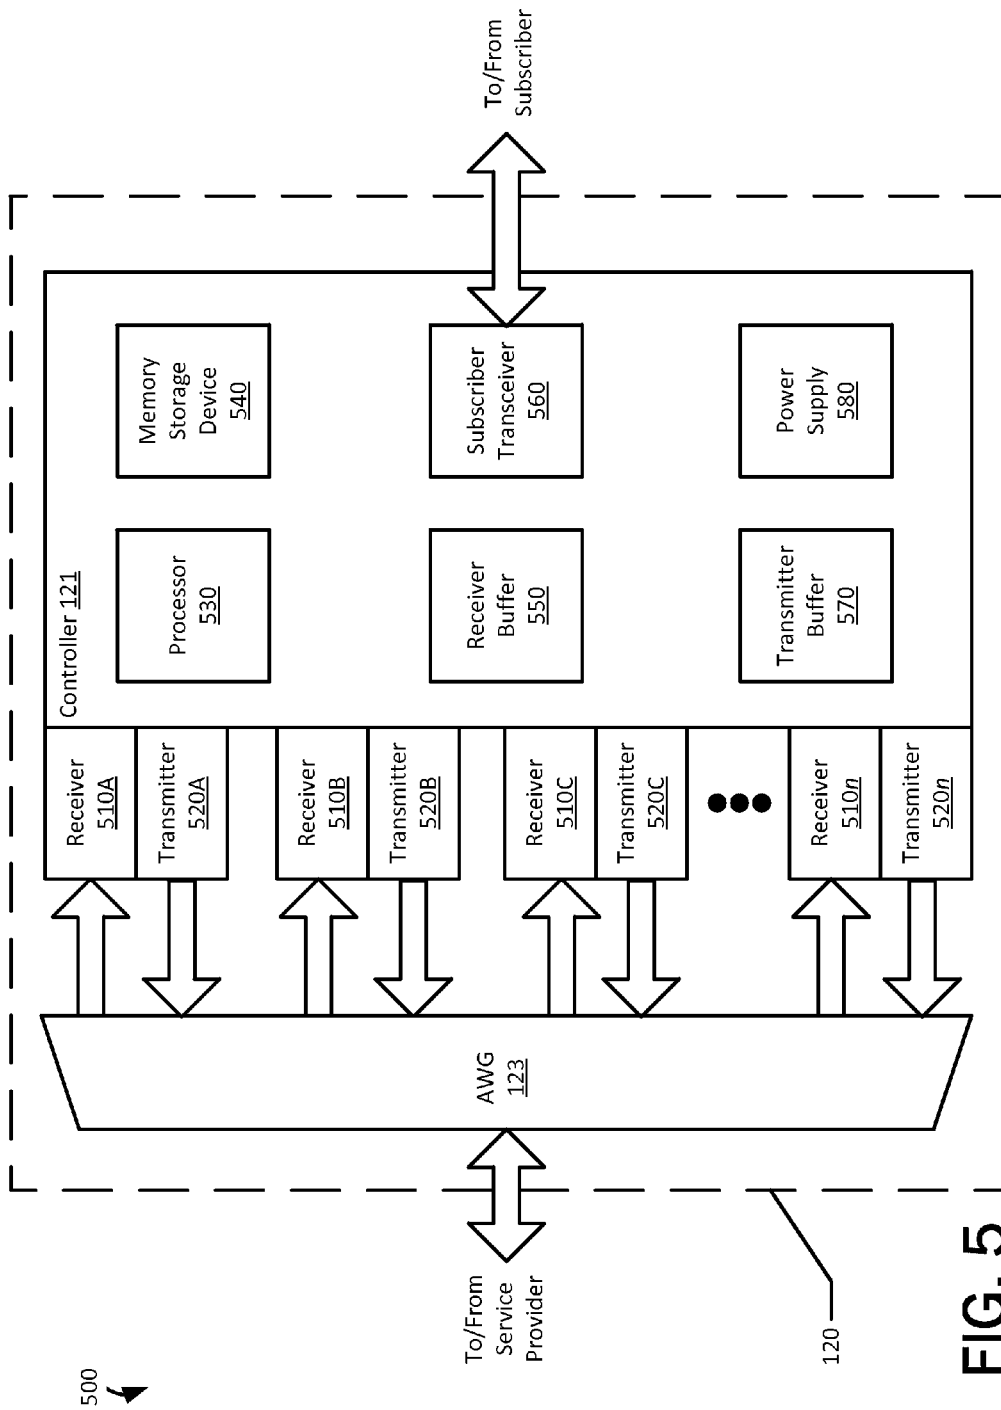 500
To/From
Service
Provider
120
AWG
123
Receiver
510A
Transmitter
520A
Receiver
510B
Transmitter
520B
Receiver
510C
Transmitter
520C
Receiver
510n
Transmitter
520n
Controller 121
Processor
530
Memory
Storage
Device
540
Receiver
Buffer
550
Subscriber
Transceiver
560
Transmitter
Buffer
570
Power
Supply
580
To/From
Subscriber
FIG. 5